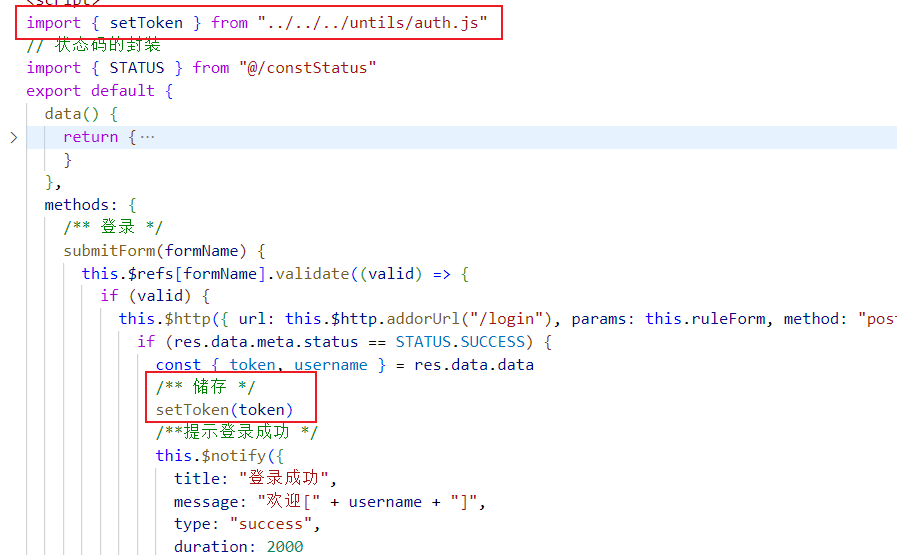 <script>
import { setToken } from "../../../untils/auth.js"
// 状态码的封装
import { STATUS } from "@/constStatus"
export default {
data() {
return {…
}
},
methods: {
/** 登录 */
submitForm(formName) {
this.$refs[formName].validate((valid) => {
if (valid) {
this.$http({ url: this.$http.addorUrl("/login"), params: this.ruleForm, method: "pos
if (res.data.meta.status == STATUS.SUCCESS) {
const { token, username } = res.data.data
/** 储存 */
setToken(token)
/**提示登录成功 */
this.$notify({
title: "登录成功",
message: "欢迎[" + username + "]",
type: "success",
duration: 2000